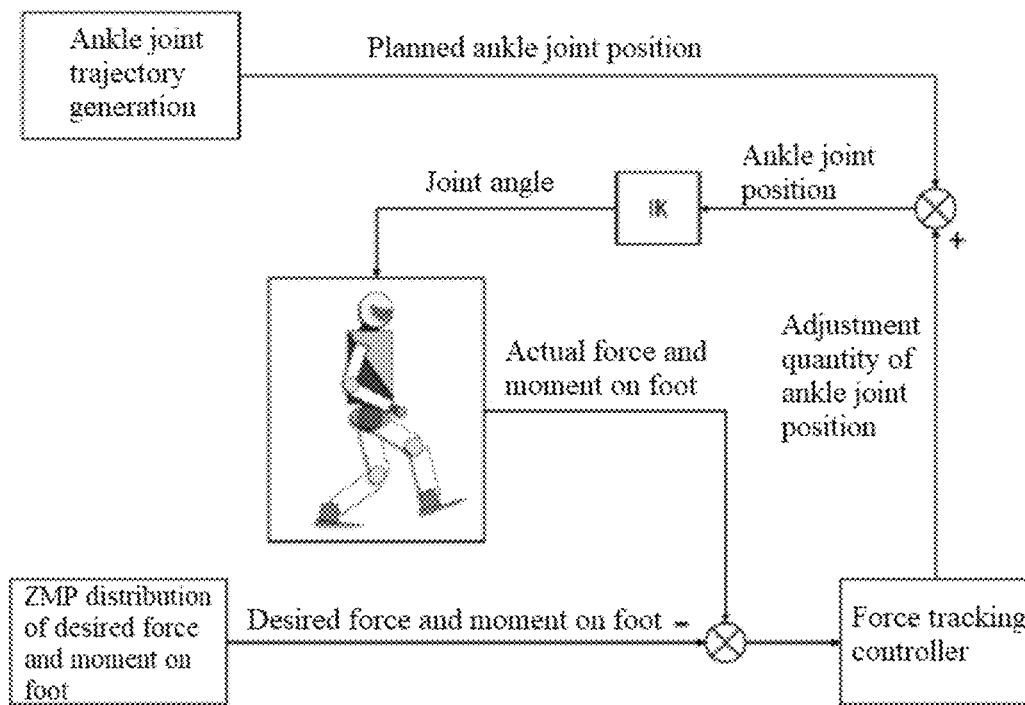 Ankle joint
trajectory
generation
Planned ankle joint position
Ankle joint
position
Joint angle
IK
+
Actual force and
moment on foot
Adjustment
quantity of
ankle joint
position
ZMP distribution
of desired force
and moment on
foot
Desired force and moment on foot -
Force tracking
controller